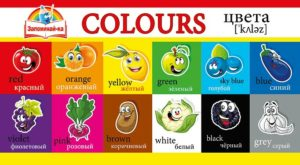 Запоминай-ка
COLOURS
цвета
['kʌləz]
red
красный
orange
оранжевый
yellow
жёлтый
green
зелёный
sky blue
голубой
blue
синий
violet
фиолетовый
pink
розовый
brown
коричневый
white
белый
black
чёрный
grey
серый